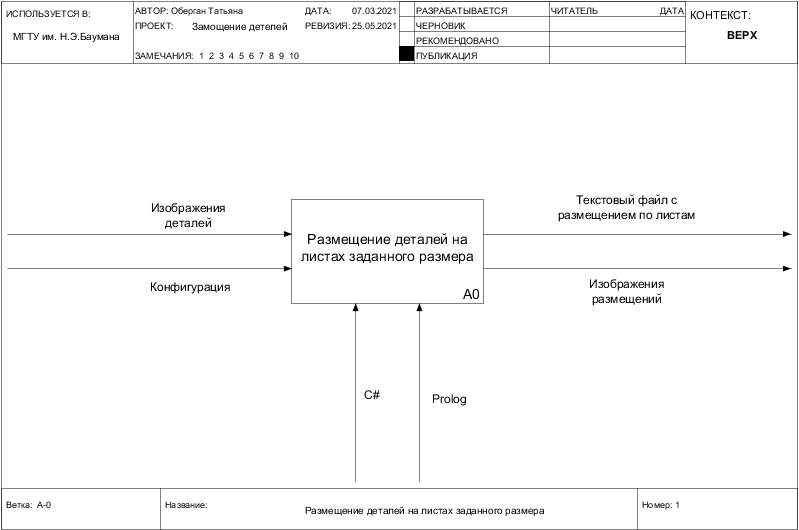 ИСПОЛЬЗУЕТСЯ В:
МГТУ им. Н.Э.Баумана
АВТОР: Оберган Татьяна
ДАТА: 07.03.2021
ПРОЕКТ: Замощение деталей
РЕВИЗИЯ: 25.05.2021
ЗАМЕЧАНИЯ: 1 2 3 4 5 6 7 8 9 10
РАЗРАБАТЫВАЕТСЯ
ЧЕРНОВИК
РЕКОМЕНДОВАНО
ПУБЛИКАЦИЯ
ЧИТАТЕЛЬ ДАТА
КОНТЕКСТ:
ВЕРХ
Изображения
деталей
Конфигурация
Размещение деталей на
листах заданного размера
A0
Текстовый файл с
размещением по листам
Изображения
размещений
C#
Prolog
Ветка: A-0
Название:
Размещение деталей на листах заданного размера
Номер: 1